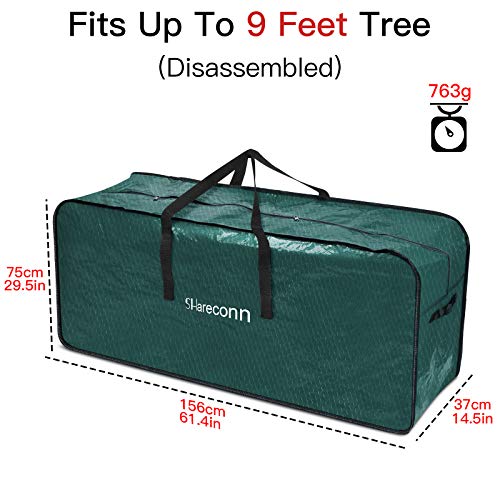 Fits Up To 9 Feet Tree
(Disassembled)
763g
75cm
29.5in
SHareconn
156cm
61.4in
37cm
14.5in